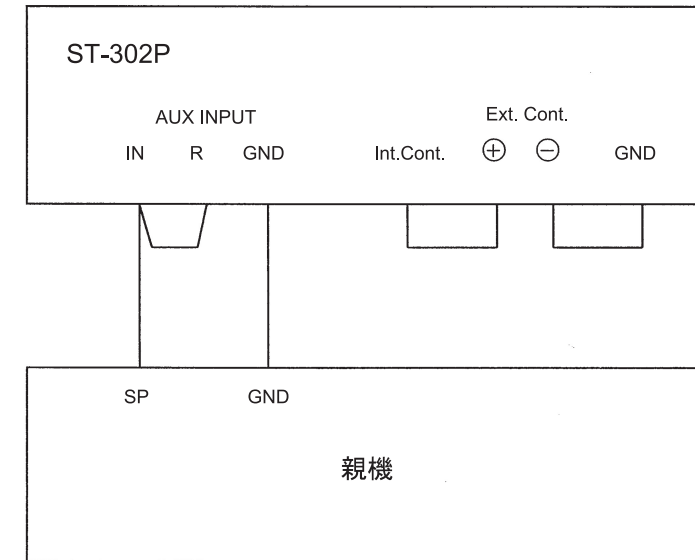 ST-302P
AUX INPUT Ext. Cont.
IN R GND Int.Cont. ⊕ ⊖ GND
SP GND
親機